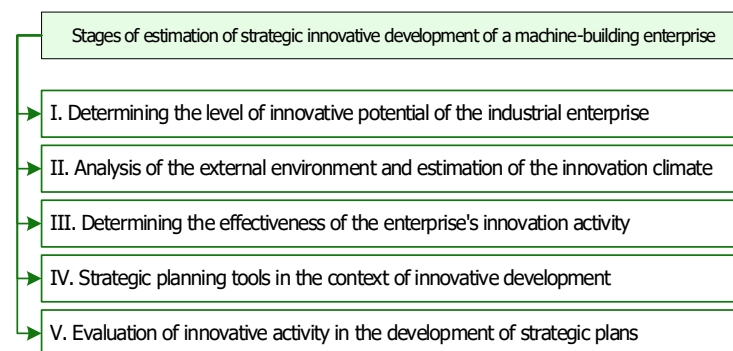 Stages of estimation of strategic innovative development of a machine-building enterprise
I. Determining the level of innovative potential of the industrial enterprise
II. Analysis of the external environment and estimation of the innovation climate
III. Determining the effectiveness of the enterprise's innovation activity
IV. Strategic planning tools in the context of innovative development
V. Evaluation of innovative activity in the development of strategic plans